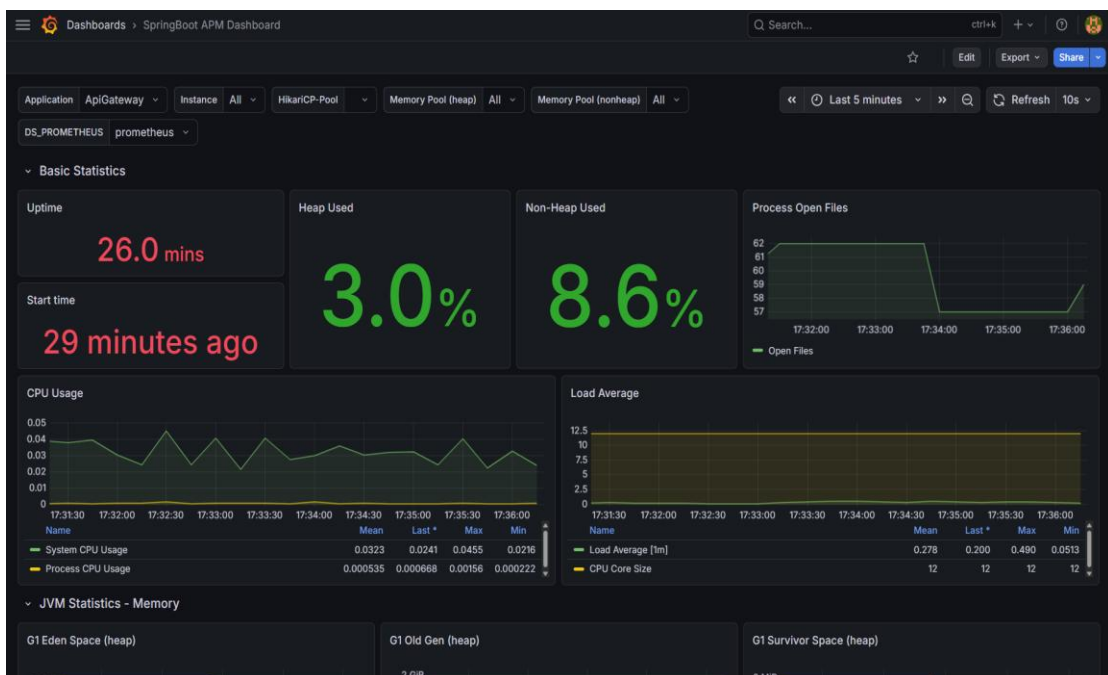 Dashboards › SpringBoot APM Dashboard
Search... ctrl+k
Edit Export Share
Application ApiGateway Instance All HikariCP-Pool Memory Pool (heap) All Memory Pool (nonheap) All
Last 5 minutes Refresh 10s
DS_PROMETHEUS prometheus
Basic Statistics
Uptime
26.0 mins
Start time
29 minutes ago
Heap Used
3.0%
Non-Heap Used
8.6%
Process Open Files
62
61
60
59
58
57
17:32:00 17:33:00 17:34:00 17:35:00 17:36:00
Open Files
CPU Usage
0.05
0.04
0.03
0.02
0.01
0
17:31:30 17:32:00 17:32:30 17:33:00 17:33:30 17:34:00 17:34:30 17:35:00 17:35:30 17:36:00
Name Mean Last * Max Min
System CPU Usage 0.0323 0.0241 0.0455 0.0216
Process CPU Usage 0.000535 0.000668 0.00156 0.000222
Load Average
12.5
10
7.5
5
2.5
0
17:31:30 17:32:00 17:32:30 17:33:00 17:33:30 17:34:00 17:34:30 17:35:00 17:35:30 17:36:00
Name Mean Last * Max Min
Load Average [1m] 0.278 0.200 0.490 0.0513
CPU Core Size 12 12 12 12
JVM Statistics - Memory
G1 Eden Space (heap)
G1 Old Gen (heap)
2 GiB
G1 Survivor Space (heap)